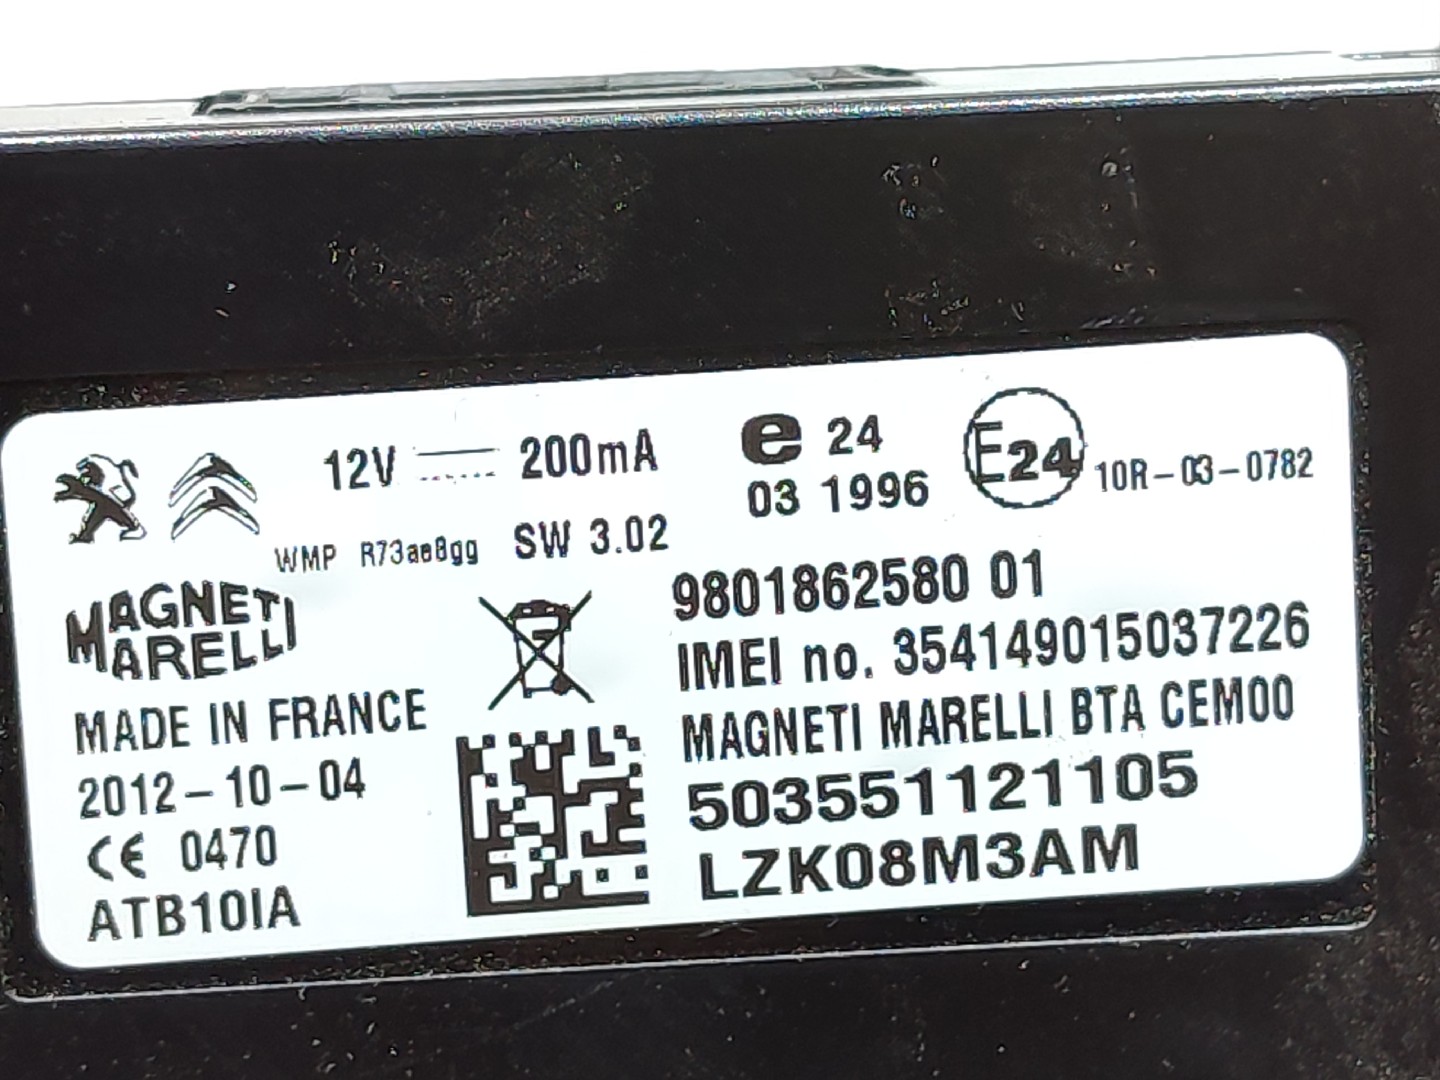 12V 200mA
e 24
03 1996
E24 10R-03-0782
WMP R73ae8gg SW 3.02
MAGNETI
MARELLI
9801862580 01
IMEI no. 354149015037226
MADE IN FRANCE
MAGNETI MARELLI BTA CEM00
2012-10-04
503551121105
CE 0470
LZK08M3AM
ATB10IA